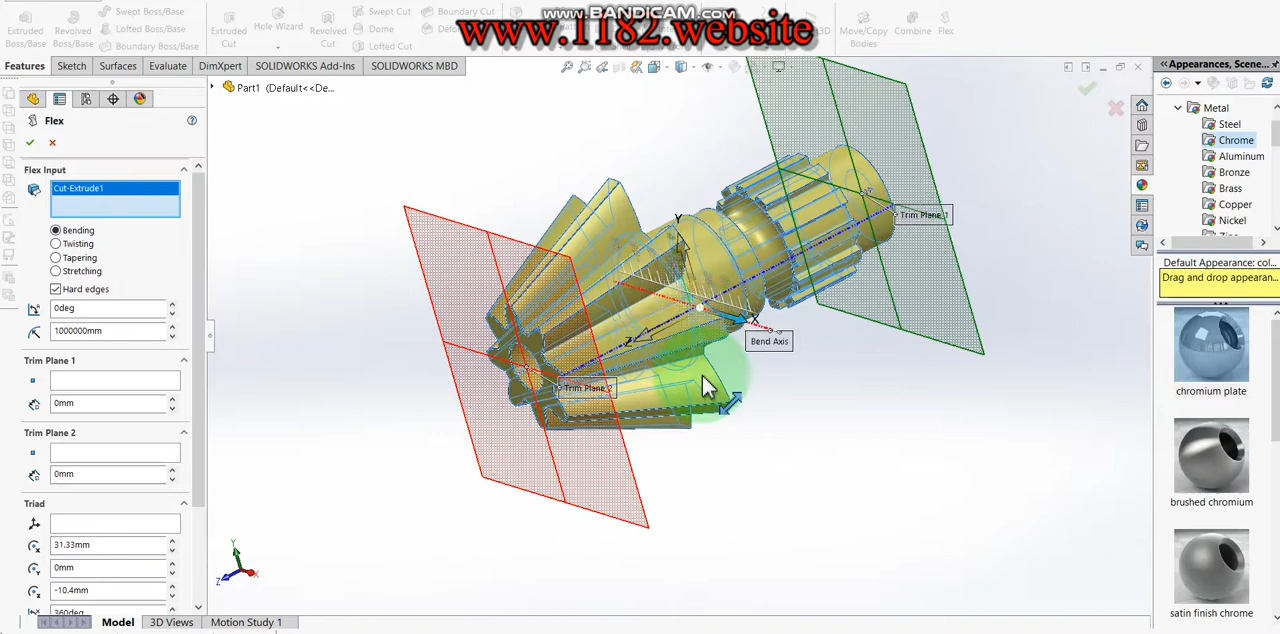 www.BANDICAM.com
www.1182.website
Extruded Boss/Base
Revolved Boss/Base
Swept Boss/Base
Lofted Boss/Base
Boundary Boss/Base
Extruded Cut
Hole Wizard
Revolved Cut
Swept Cut
Dome
Lofted Cut
Boundary Cut
Move/Copy Bodies
Combine
Flex
Features
Sketch
Surfaces
Evaluate
DimXpert
SOLIDWORKS Add-Ins
SOLIDWORKS MBD
Part1 (Default<<De...
Flex
Flex Input
Cut-Extrude1
Bending
Twisting
Tapering
Stretching
Hard edges
0deg
1000000mm
Trim Plane 1
0mm
Trim Plane 2
0mm
Triad
31.33mm
0mm
-10.4mm
360deg
Trim Plane 1
Y
X
Z
Bend Axis
Trim Plane 2
Y
Z
X
Model
3D Views
Motion Study 1
Appearances, Scene...
Metal
Steel
Chrome
Aluminum
Bronze
Brass
Copper
Nickel
Default Appearance: col...
Drag and drop appearan...
chromium plate
brushed chromium
satin finish chrome